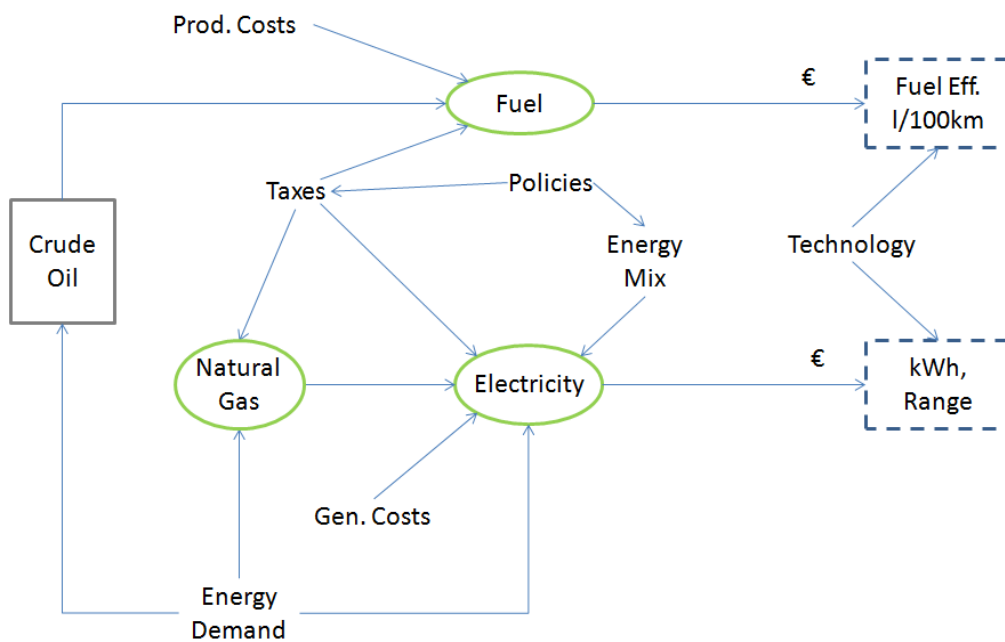 Prod. Costs
Fuel
€
Fuel Eff.
l/100km
Taxes
Policies
Crude
Oil
Energy
Mix
Technology
Natural
Gas
Electricity
€
kWh,
Range
Gen. Costs
Energy
Demand